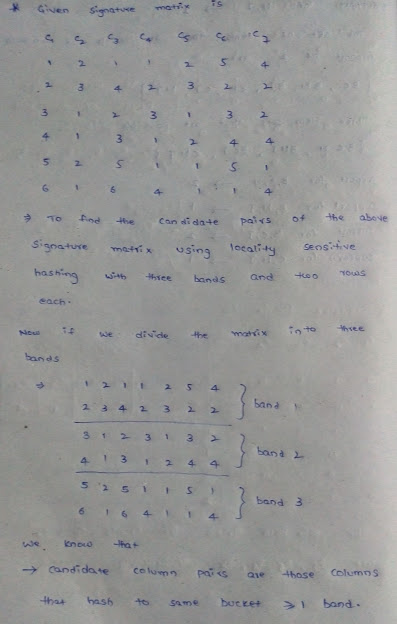 * Given signature matrix is
C1 C2 C3 C4 C5 C6 C7
1 2 1 1 2 5 4
2 3 4 2 3 2 2
3 1 2 3 1 3 2
4 1 3 1 2 4 4
5 2 5 1 1 5 1
6 1 6 4 1 1 4
⇒ To find the candidate pairs of the above
signature matrix using locality sensitive
hashing with three bands and two rows
each.
Now if we divide the matrix into three
bands
⇒ 1 2 1 1 2 5 4
2 3 4 2 3 2 2 } band 1
3 1 2 3 1 3 2
4 1 3 1 2 4 4 } band 2
5 2 5 1 1 5 1
6 1 6 4 1 1 4 } band 3
we know that
→ candidate column pairs are those columns
that hash to same bucket ⩾ 1 band.